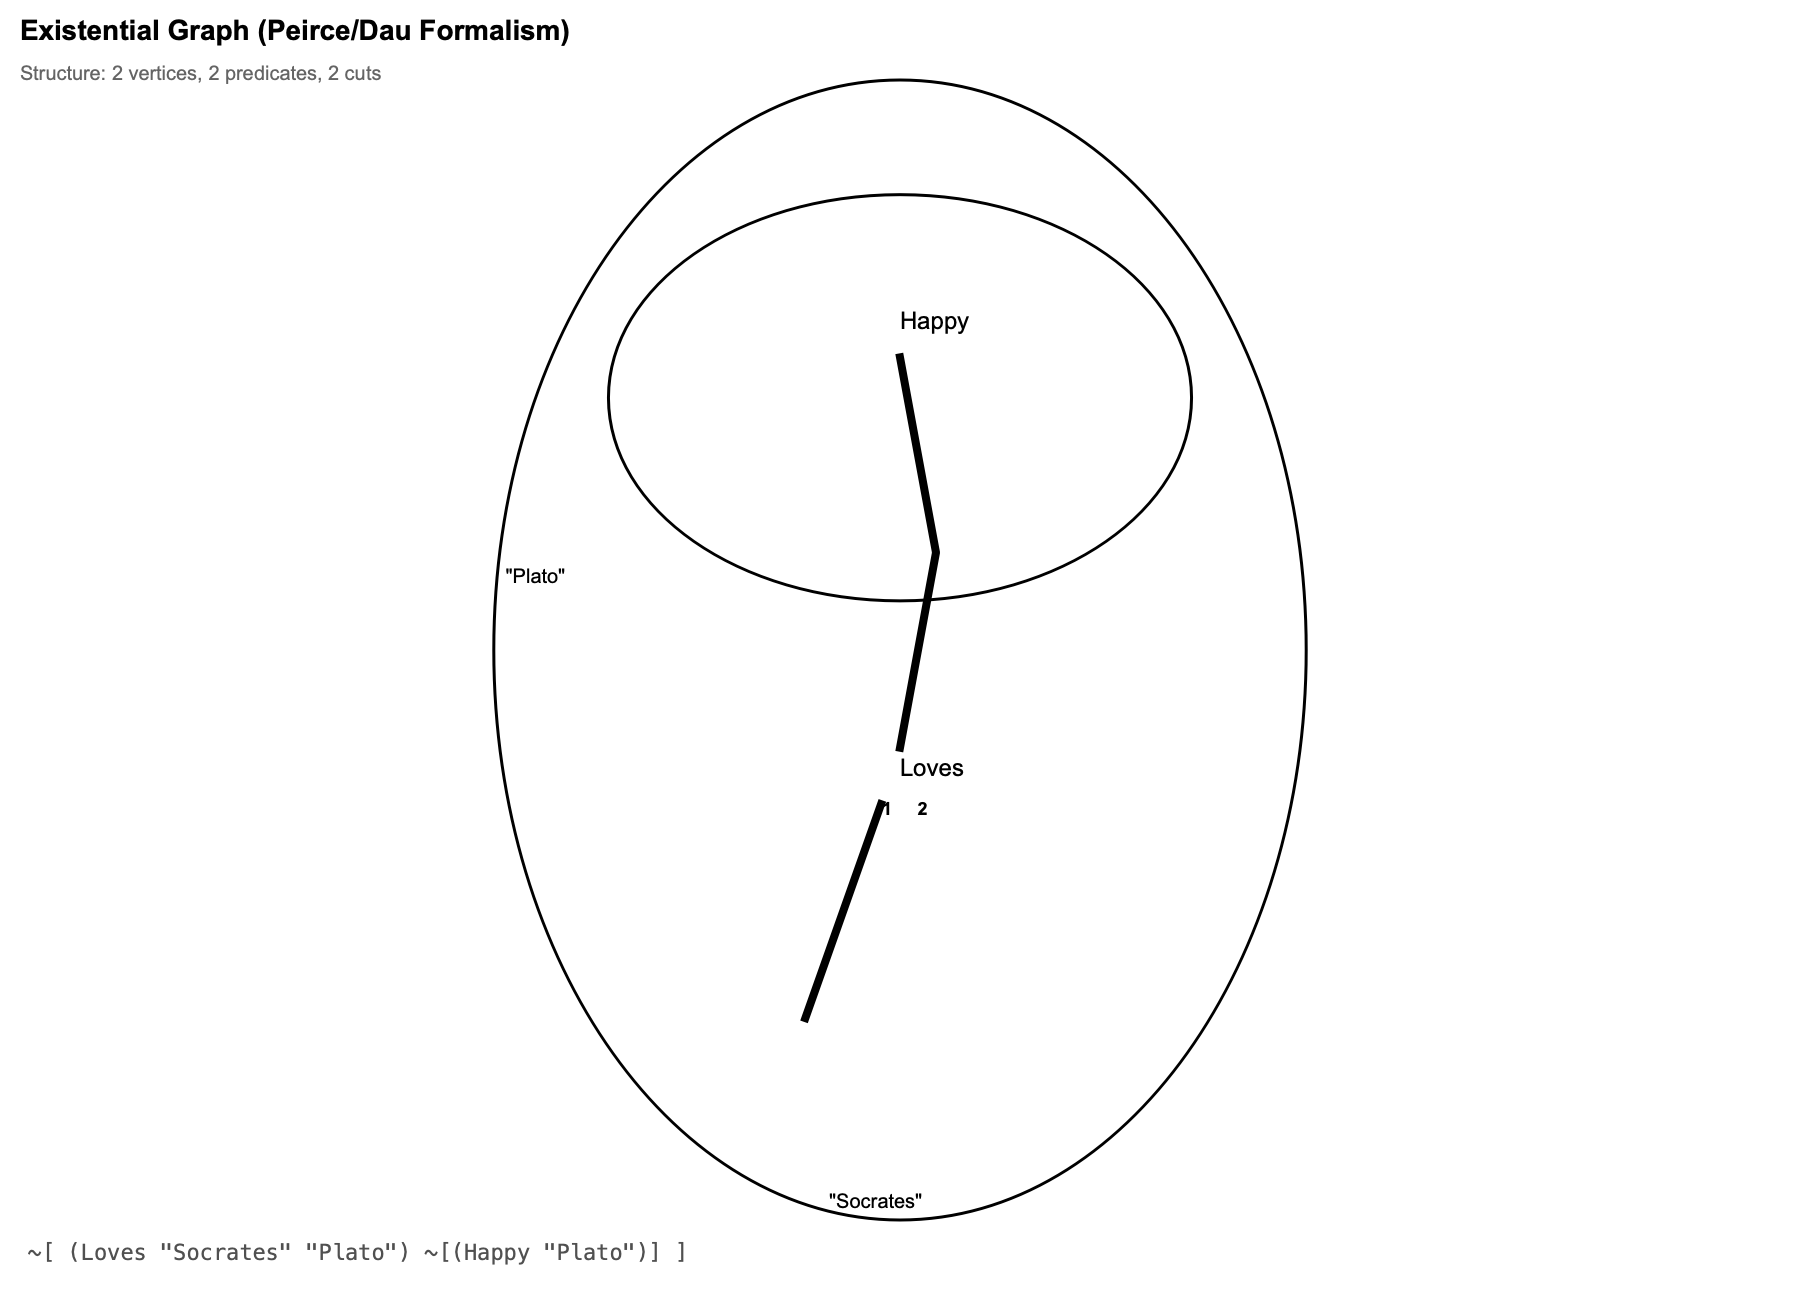 Existential Graph (Peirce/Dau Formalism)
Structure: 2 vertices, 2 predicates, 2 cuts
Happy
"Plato"
Loves
1 2
"Socrates"
~[ (Loves "Socrates" "Plato") ~[(Happy "Plato")] ]